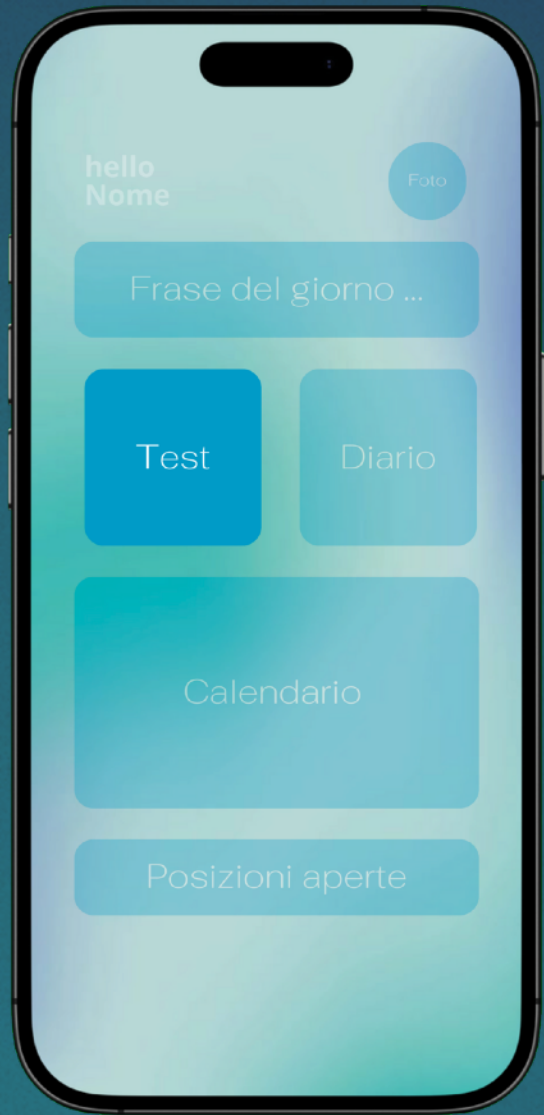 hello
Nome
Foto
Frase del giorno ...
Test
Diario
Calendario
Posizioni aperte